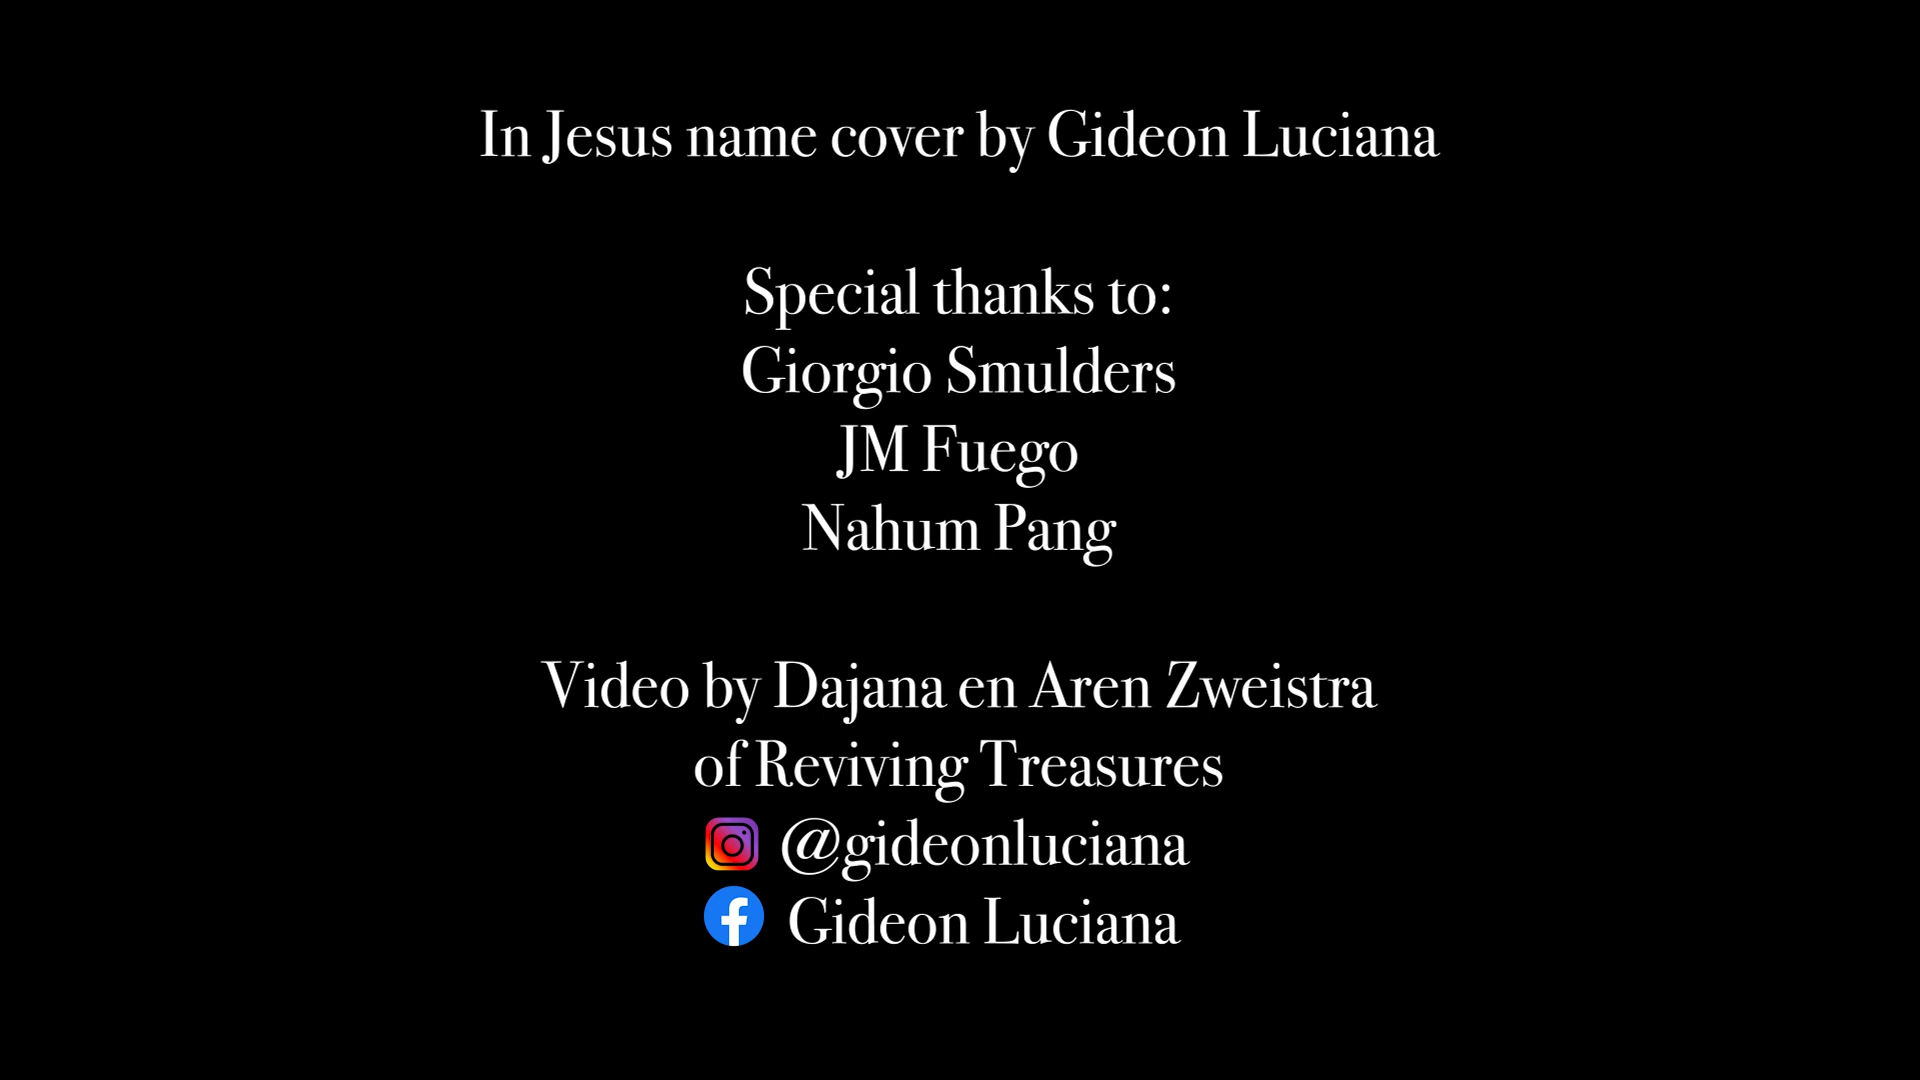 In Jesus name cover by Gideon Luciana
Special thanks to:
Giorgio Smulders
JM Fuego
Nahum Pang
Video by Dajana en Aren Zweistra
of Reviving Treasures
@gideonluciana
Gideon Luciana